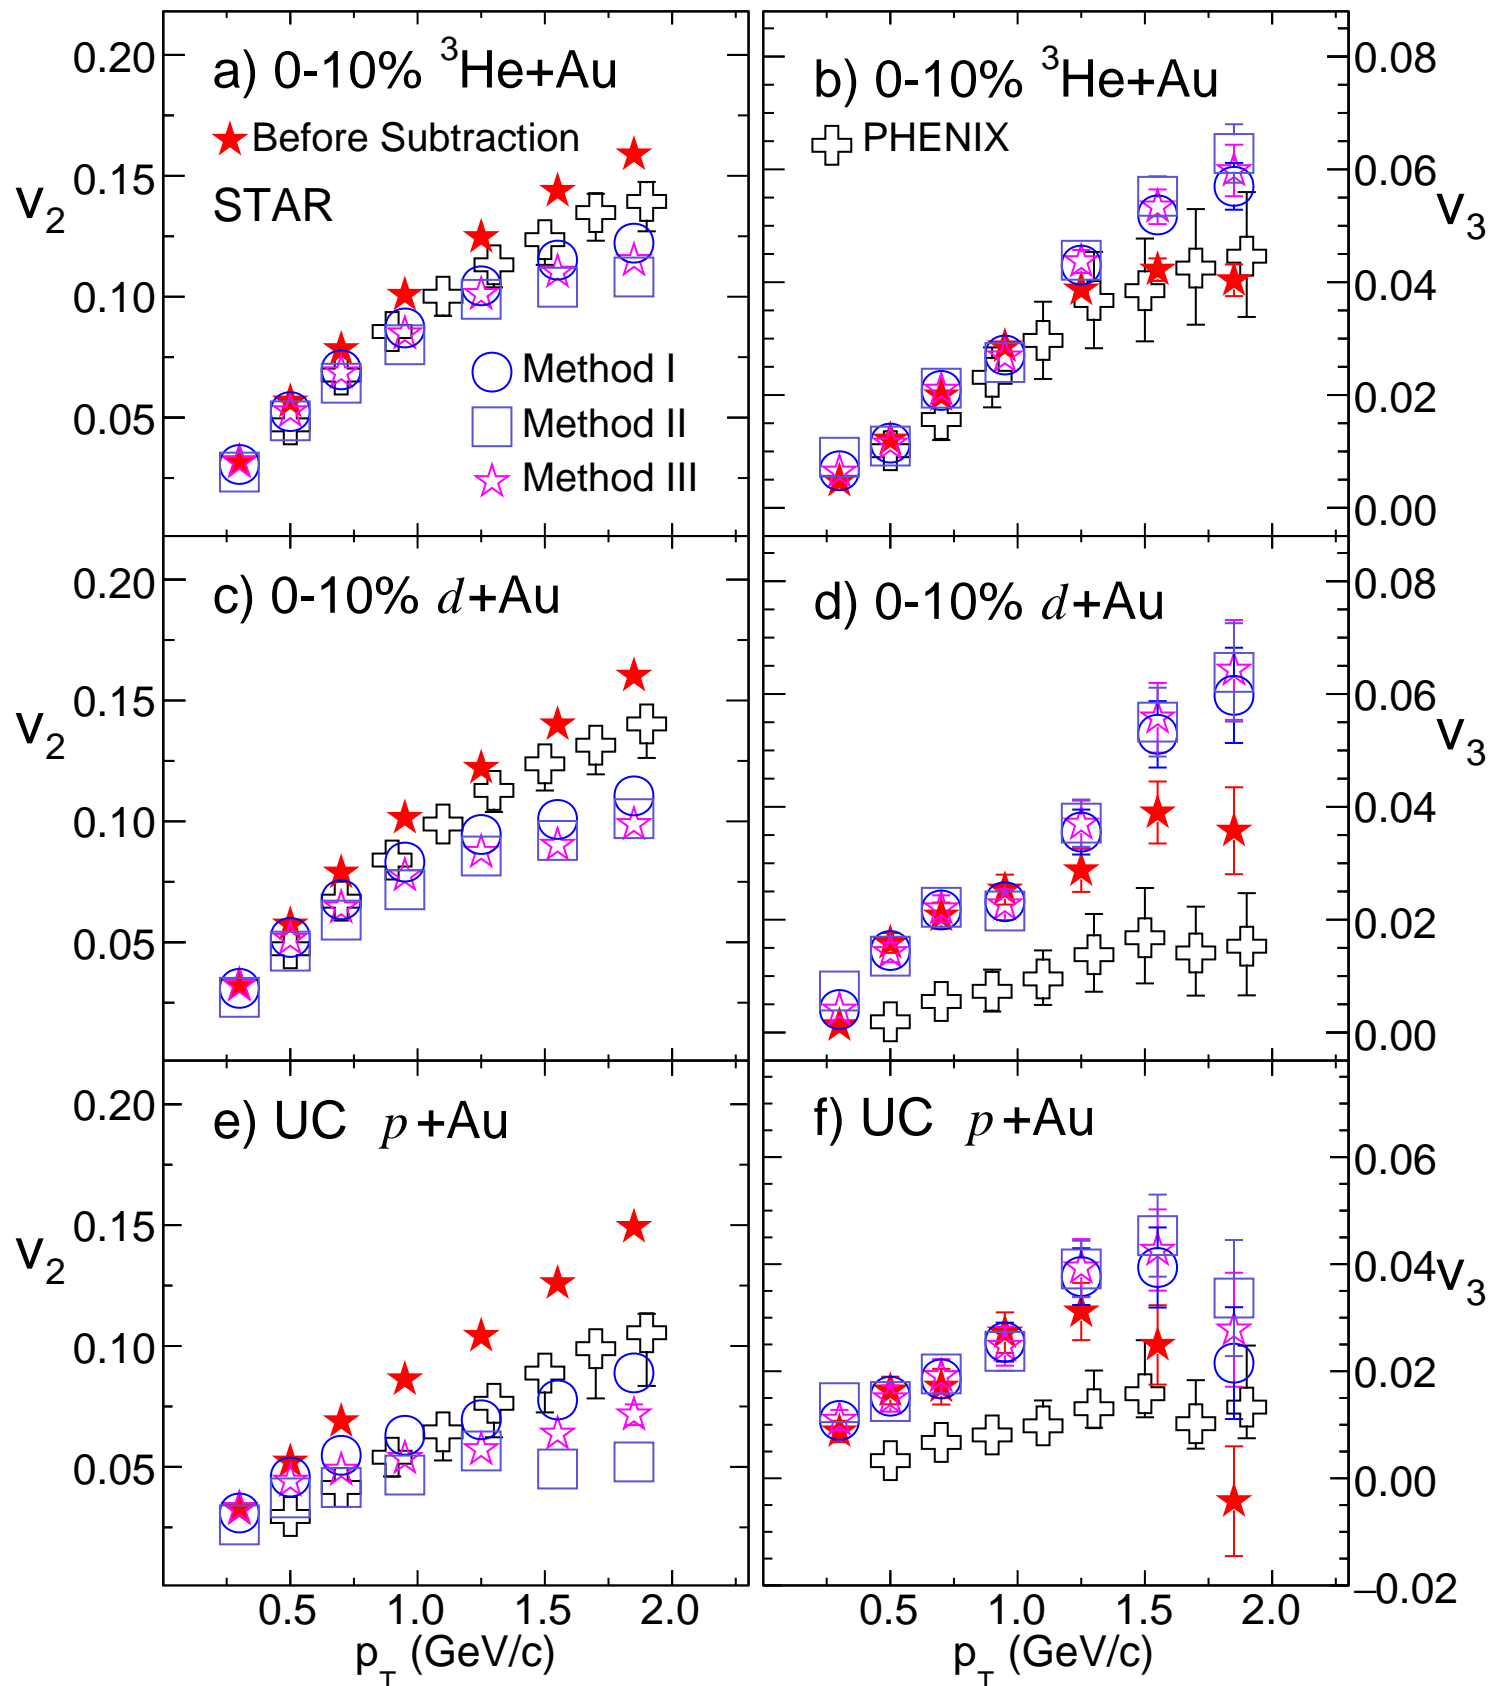 a) 0-10% ³He+Au
Before Subtraction
STAR
Method I
Method II
Method III
v₂
0.20
0.15
0.10
0.05
b) 0-10% ³He+Au
PHENIX
0.08
0.06
0.04
0.02
0.00
v₃
c) 0-10% d+Au
v₂
0.20
0.15
0.10
0.05
d) 0-10% d+Au
0.08
0.06
0.04
0.02
0.00
v₃
e) UC p+Au
v₂
0.20
0.15
0.10
0.05
f) UC p+Au
0.06
0.04
0.02
0.00
−0.02
v₃
0.5 1.0 1.5 2.0
p_T (GeV/c)
0.5 1.0 1.5 2.0
p_T (GeV/c)